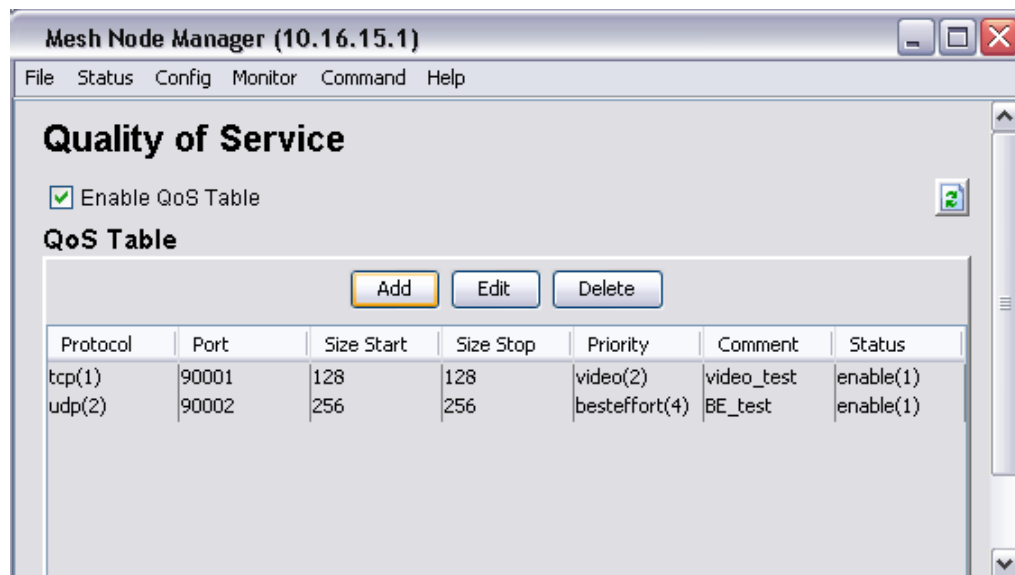 Mesh Node Manager (10.16.15.1)
File Status Config Monitor Command Help
Quality of Service
Enable QoS Table
QoS Table
Add Edit Delete
Protocol Port Size Start Size Stop Priority Comment Status
tcp(1) 90001 128 128 video(2) video_test enable(1)
udp(2) 90002 256 256 besteffort(4) BE_test enable(1)